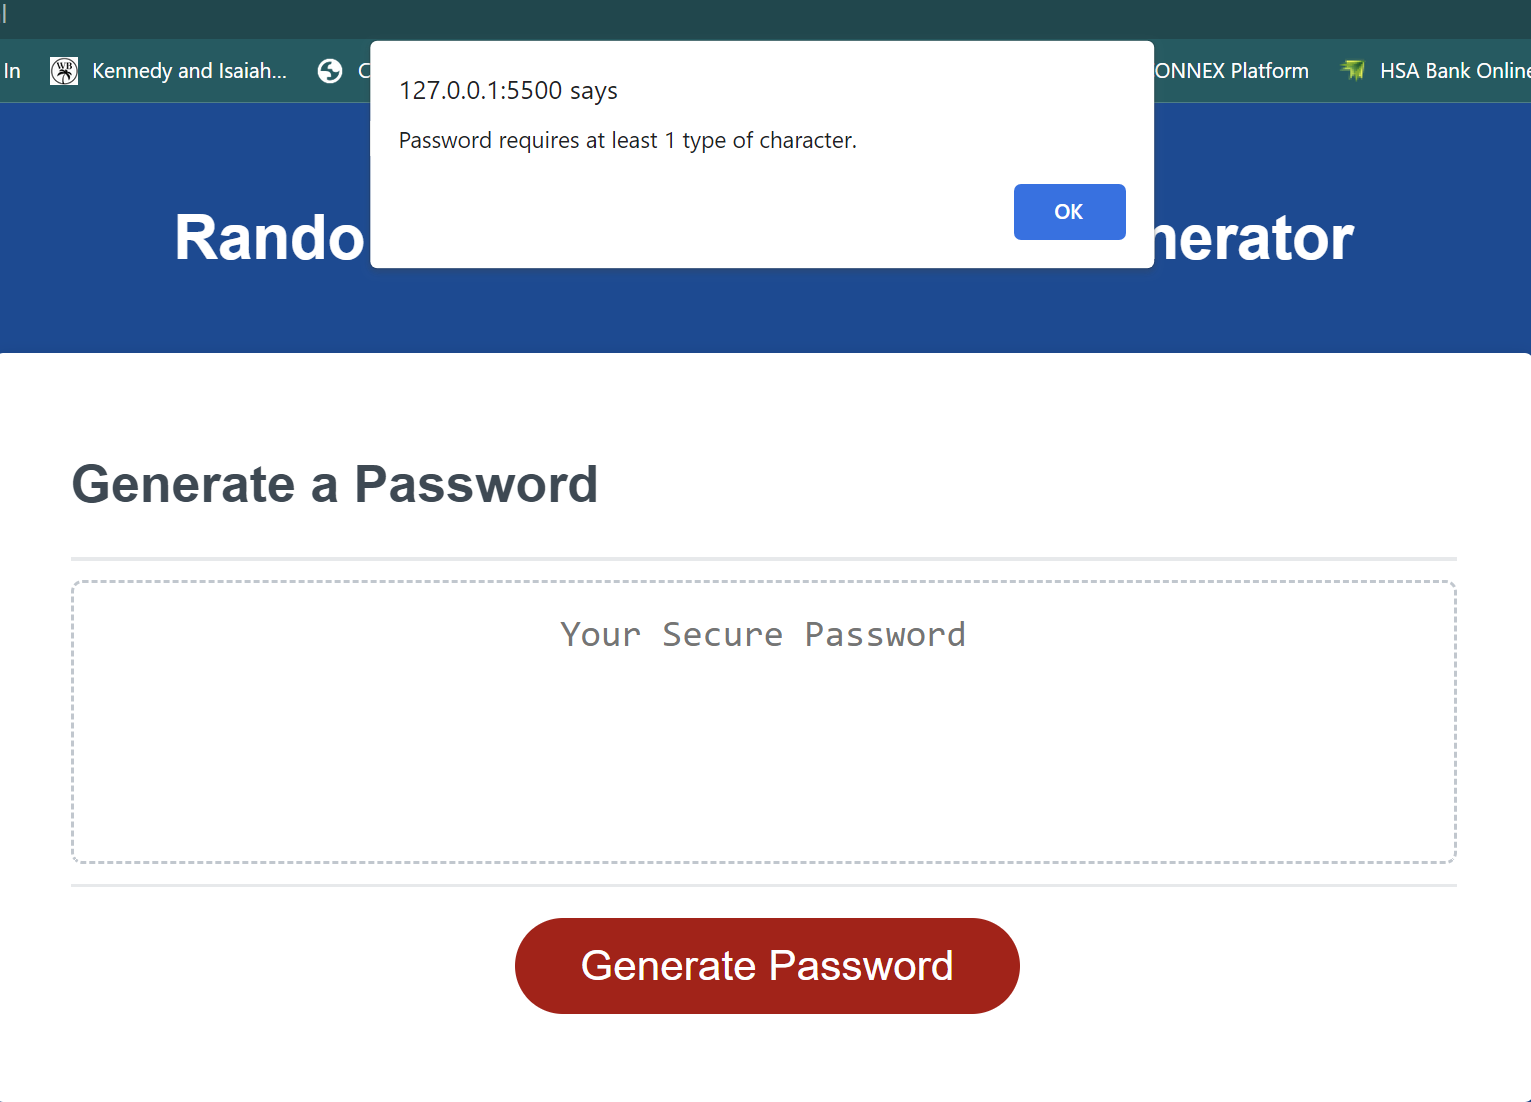 In
WB
Kennedy and Isaiah...
C
ONNEX Platform
HSA Bank Online
127.0.0.1:5500 says
Password requires at least 1 type of character.
OK
Rando
nerator
Generate a Password
Your Secure Password
Generate Password